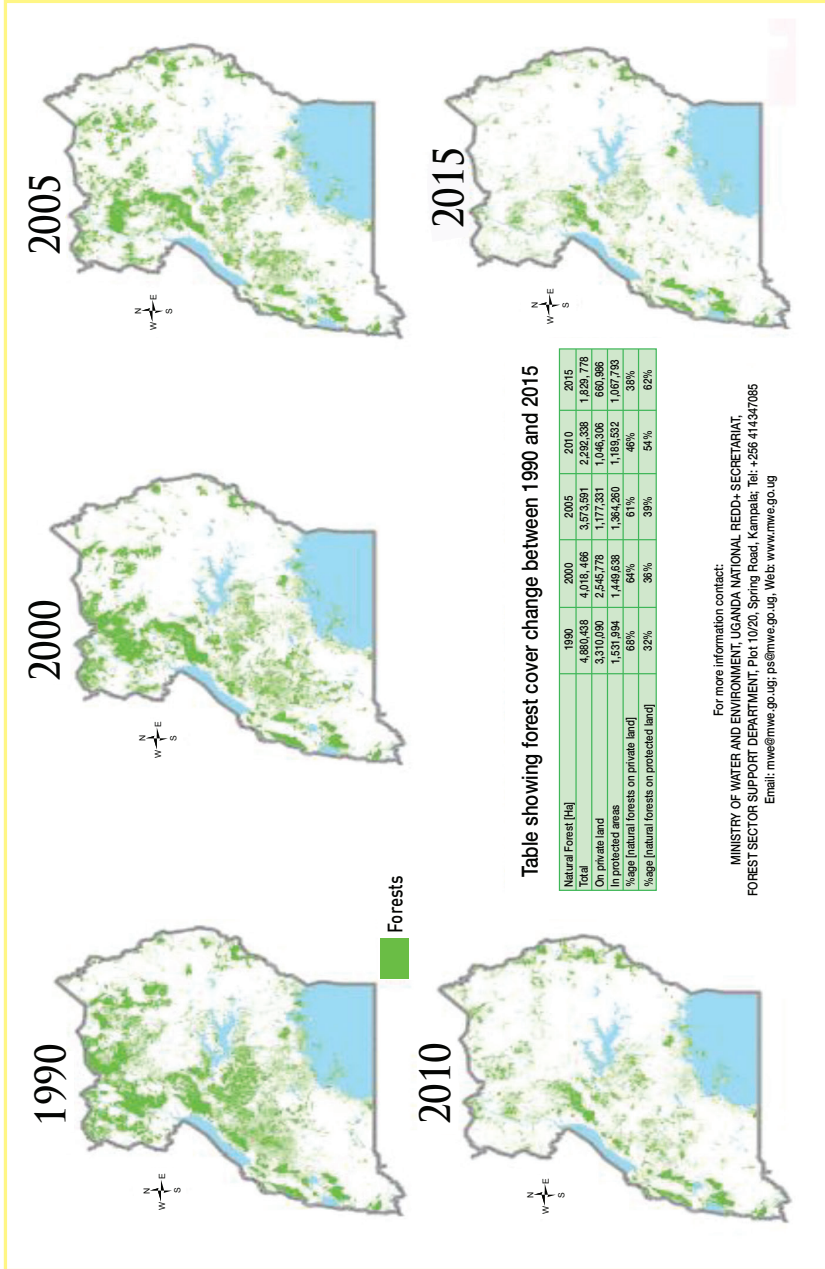 1990
2000
2005
N
W E
S
N
W E
S
N
W E
S
Forests
2010
2015
N
W E
S
N
W E
S
Table showing forest cover change between 1990 and 2015
Natural Forest [Ha] 1990 2000 2005 2010 2015
Total 4,880,438 4,018, 466 3,573,591 2,292,338 1,829, 778
On private land 3,310,090 2,545,778 1,177,331 1,046,306 660,986
In protected areas 1,531,994 1,449,638 1,364,260 1,189,532 1,067,793
%age [natural forests on private land] 68% 64% 61% 46% 38%
%age [natural forests on protected land] 32% 36% 39% 54% 62%
For more information contact:
MINISTRY OF WATER AND ENVIRONMENT, UGANDA NATIONAL REDD+ SECRETARIAT,
FOREST SECTOR SUPPORT DEPARTMENT, Plot 10/20, Spring Road, Kampala; Tel: +256 414347085
Email: mwe@mwe.go.ug; ps@mwe.go.ug, Web: www.mwe.go.ug